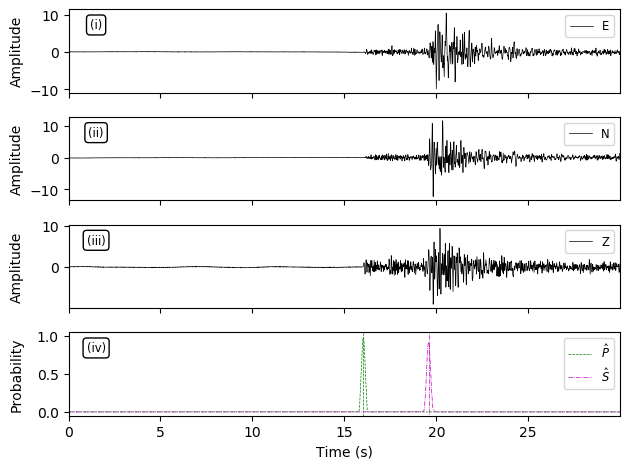 (i)
E
Amplitude
10
0
−10
(ii)
N
Amplitude
10
0
−10
(iii)
Z
Amplitude
10
0
(iv)
P̂
Ŝ
Probability
1.0
0.5
0.0
0 5 10 15 20 25
Time (s)